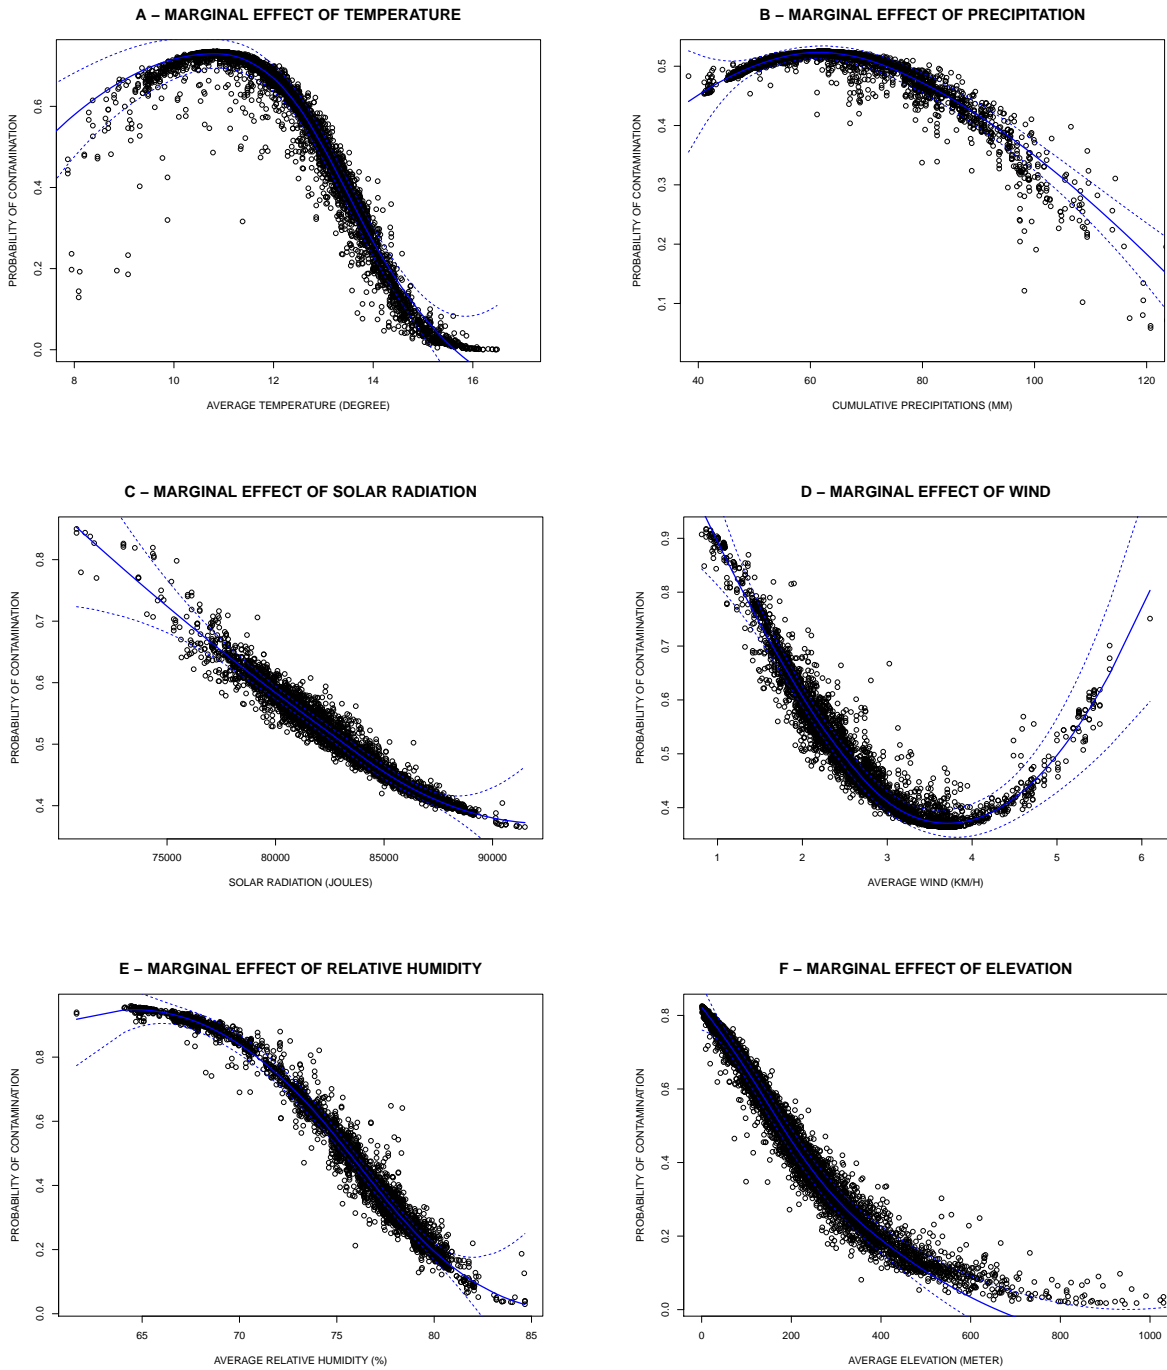 A – MARGINAL EFFECT OF TEMPERATURE
PROBABILITY OF CONTAMINATION
0.0 0.2 0.4 0.6
8 10 12 14 16
AVERAGE TEMPERATURE (DEGREE)
B – MARGINAL EFFECT OF PRECIPITATION
PROBABILITY OF CONTAMINATION
0.1 0.2 0.3 0.4 0.5
40 60 80 100 120
CUMULATIVE PRECIPITATIONS (MM)
C – MARGINAL EFFECT OF SOLAR RADIATION
PROBABILITY OF CONTAMINATION
0.4 0.5 0.6 0.7 0.8
75000 80000 85000 90000
SOLAR RADIATION (JOULES)
D – MARGINAL EFFECT OF WIND
PROBABILITY OF CONTAMINATION
0.4 0.5 0.6 0.7 0.8 0.9
1 2 3 4 5 6
AVERAGE WIND (KM/H)
E – MARGINAL EFFECT OF RELATIVE HUMIDITY
PROBABILITY OF CONTAMINATION
0.0 0.2 0.4 0.6 0.8
65 70 75 80 85
AVERAGE RELATIVE HUMIDITY (%)
F – MARGINAL EFFECT OF ELEVATION
PROBABILITY OF CONTAMINATION
0.0 0.2 0.4 0.6 0.8
0 200 400 600 800 1000
AVERAGE ELEVATION (METER)